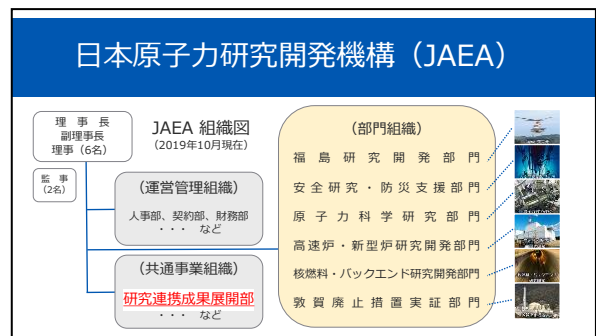 日本原子力研究開発機構（JAEA）
理 事 長
副理事長
理事（6名）
監 事
（2名）
JAEA 組織図
（2019年10月現在）
（運営管理組織）
人事部、契約部、財務部
・・・ など
（共通事業組織）
研究連携成果展開部
・・・ など
（部門組織）
福島研究開発部門
安全研究・防災支援部門
原子力科学研究部門
高速炉・新型炉研究開発部門
核燃料・バックエンド研究開発部門
敦賀廃止措置実証部門